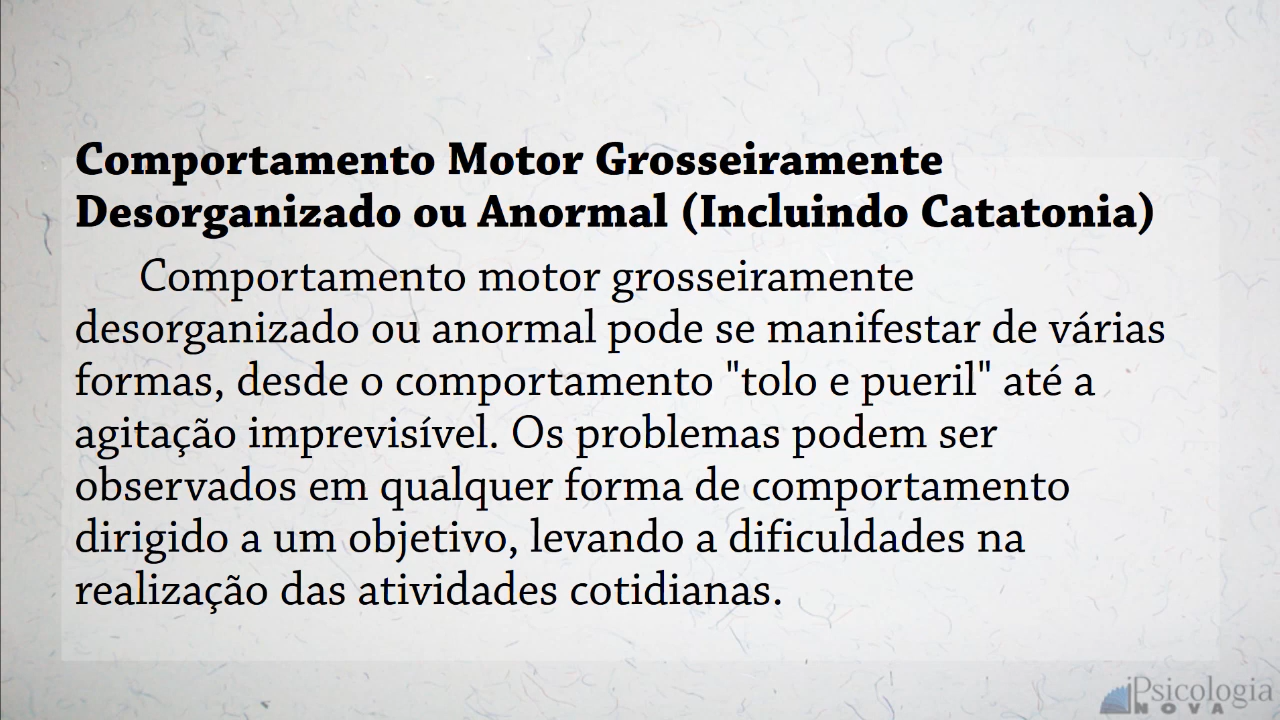 Comportamento Motor Grosseiramente
Desorganizado ou Anormal (Incluindo Catatonia)
Comportamento motor grosseiramente
desorganizado ou anormal pode se manifestar de várias
formas, desde o comportamento "tolo e pueril" até a
agitação imprevisível. Os problemas podem ser
observados em qualquer forma de comportamento
dirigido a um objetivo, levando a dificuldades na
realização das atividades cotidianas.
Psicologia
NOVA